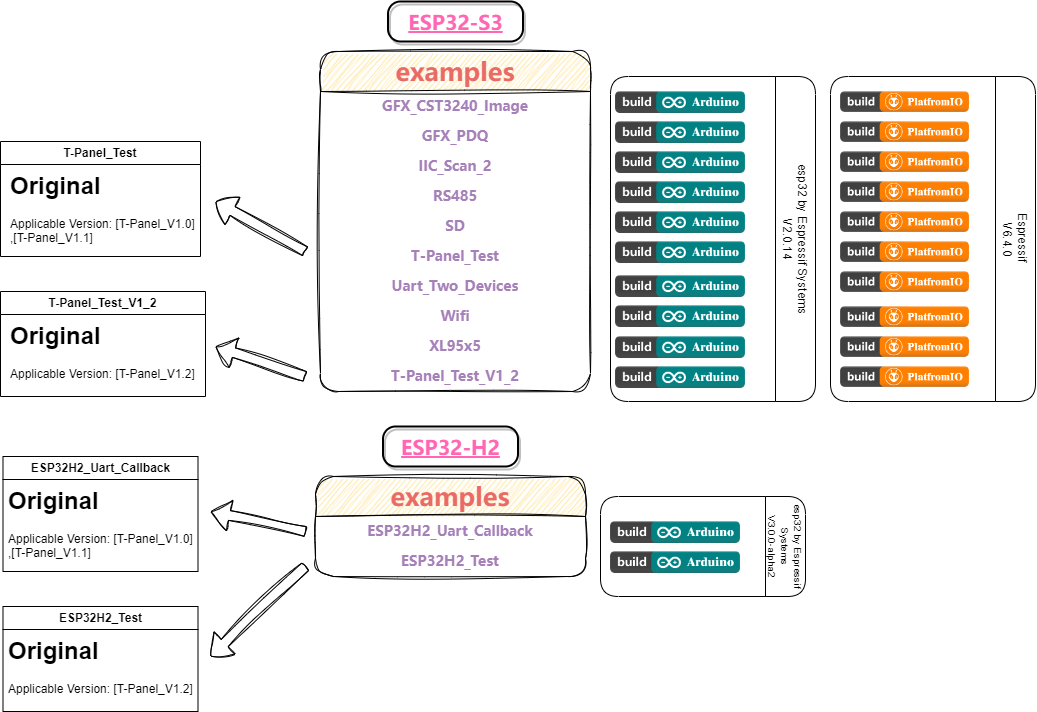 ESP32-S3
examples
GFX_CST3240_Image
GFX_PDQ
IIC_Scan_2
RS485
SD
T-Panel_Test
Uart_Two_Devices
Wifi
XL95x5
T-Panel_Test_V1_2
build Arduino
build Arduino
build Arduino
build Arduino
build Arduino
build Arduino
build Arduino
build Arduino
build Arduino
build Arduino
esp32 by Espressif Systems
V2.0.14
build PlatfromIO
build PlatfromIO
build PlatfromIO
build PlatfromIO
build PlatfromIO
build PlatfromIO
build PlatfromIO
build PlatfromIO
build PlatfromIO
build PlatfromIO
Espressif
V6.4.0
T-Panel_Test
Original
Applicable Version: [T-Panel_V1.0]
,[T-Panel_V1.1]
T-Panel_Test_V1_2
Original
Applicable Version: [T-Panel_V1.2]
ESP32-H2
examples
ESP32H2_Uart_Callback
ESP32H2_Test
build Arduino
build Arduino
esp32 by Espressif
Systems
V3.0.0-alpha2
ESP32H2_Uart_Callback
Original
Applicable Version: [T-Panel_V1.0]
,[T-Panel_V1.1]
ESP32H2_Test
Original
Applicable Version: [T-Panel_V1.2]